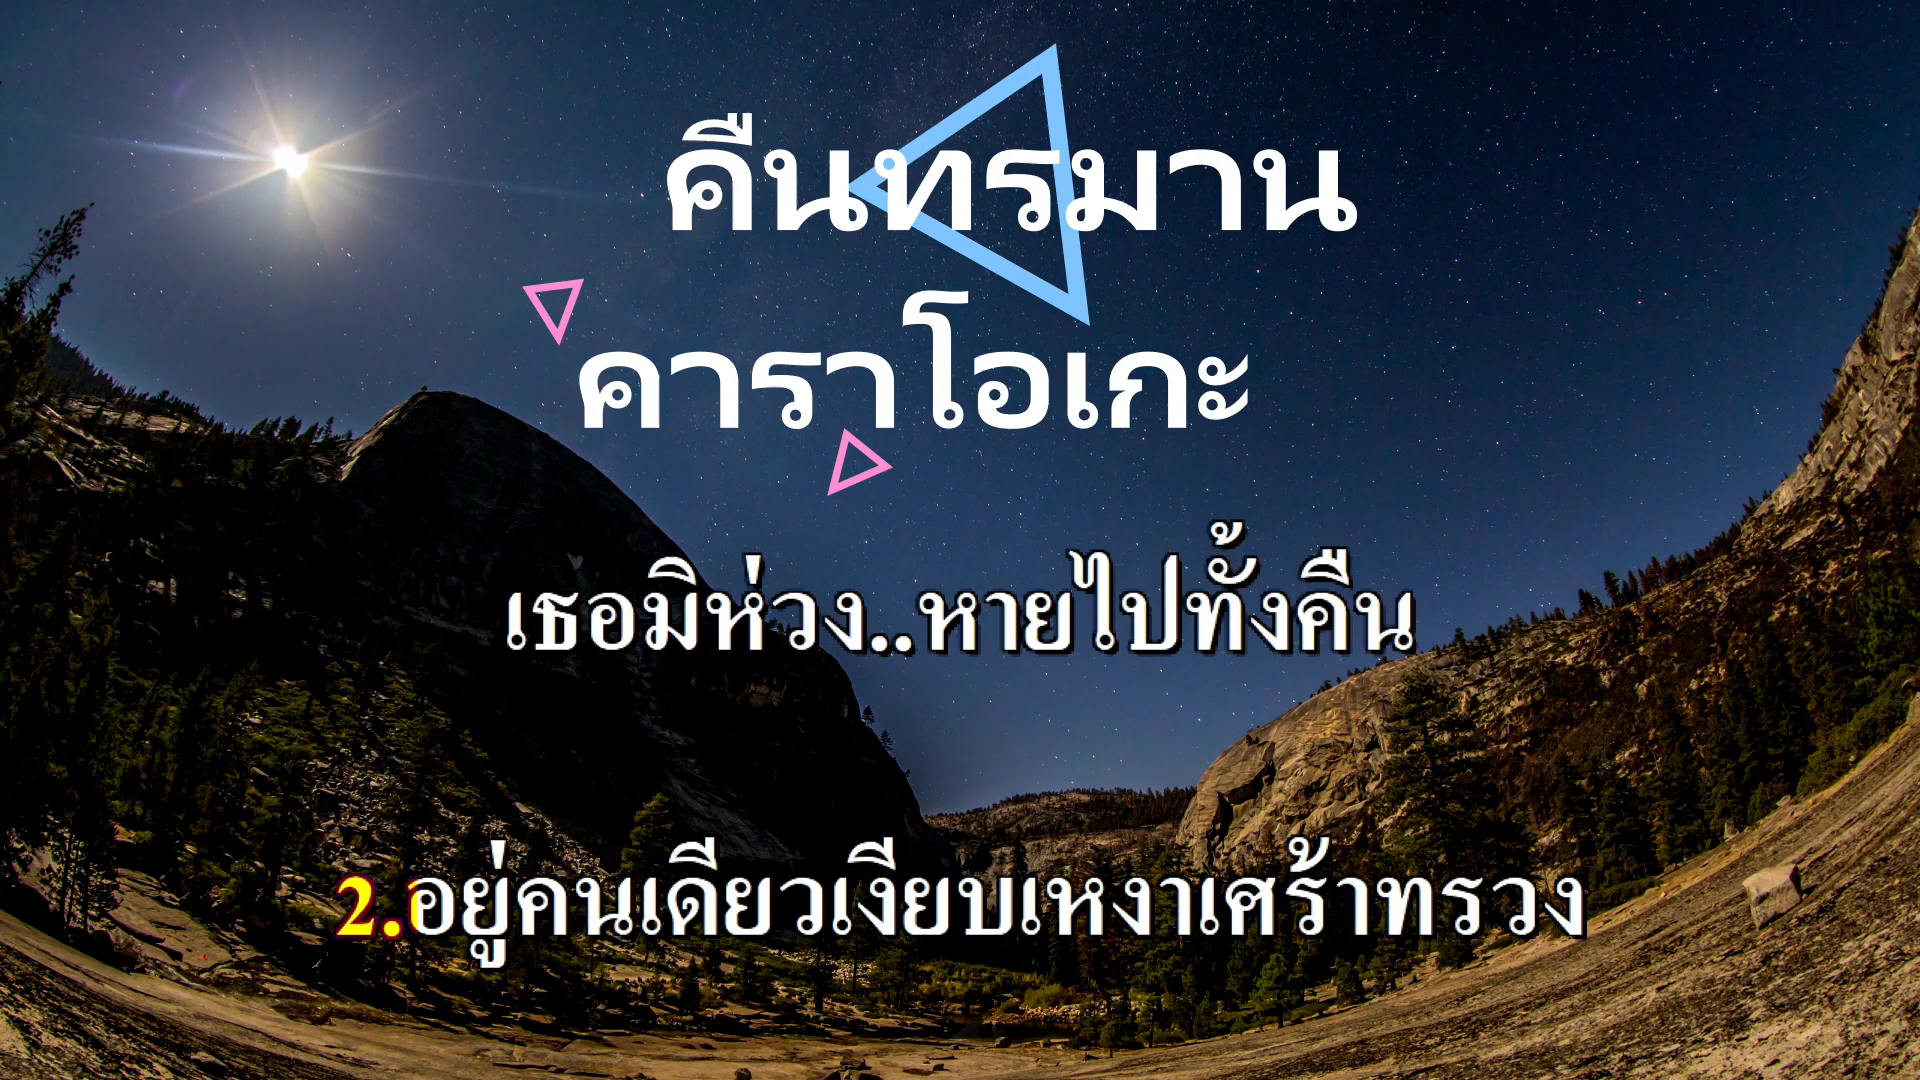 คืนทรมาน
คาราโอเกะ
เธอมิห่วง..หายไปทั้งคืน
2.อยู่คนเดียวเงียบเหงาเศร้าทรวง